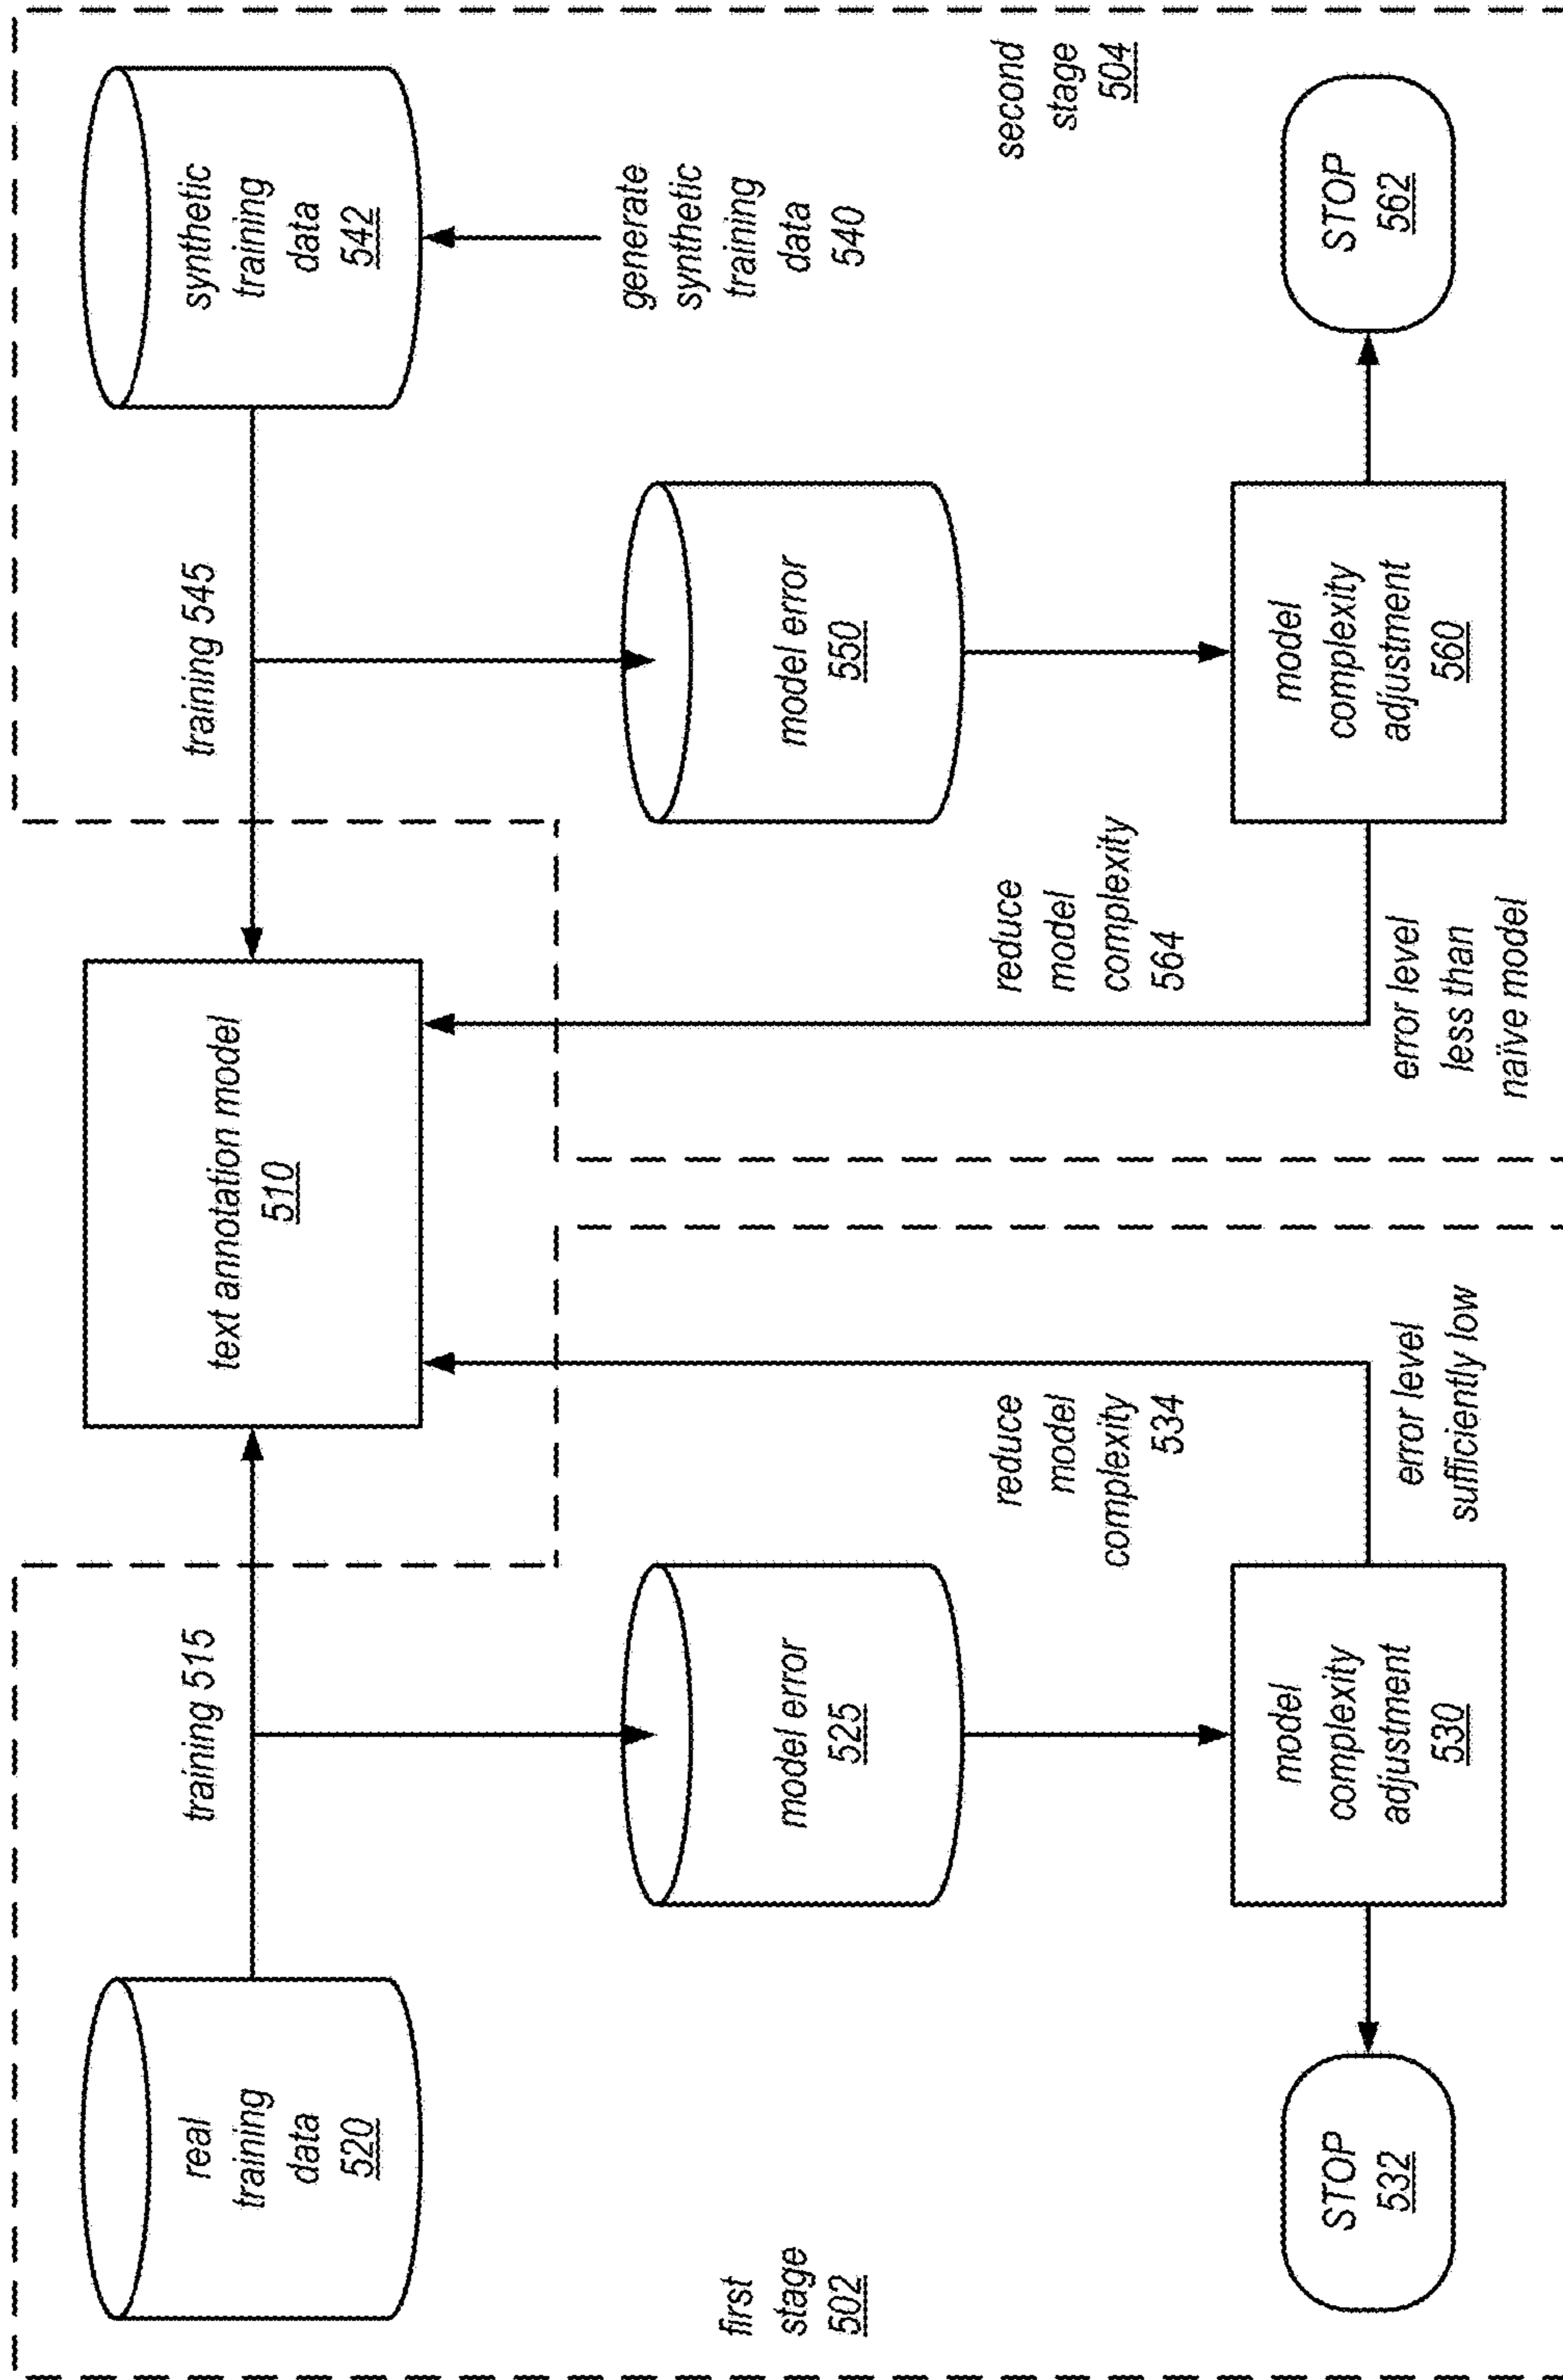 real
training
data
520
training 515
text annotation model
510
training 545
synthetic
training
data
542
generate
synthetic
training
data
540
first
stage
502
model error
525
model error
550
second
stage
504
reduce
model
complexity
534
reduce
model
complexity
564
STOP
532
model
complexity
adjustment
530
error level
sufficiently low
error level
less than
naïve model
model
complexity
adjustment
560
STOP
562